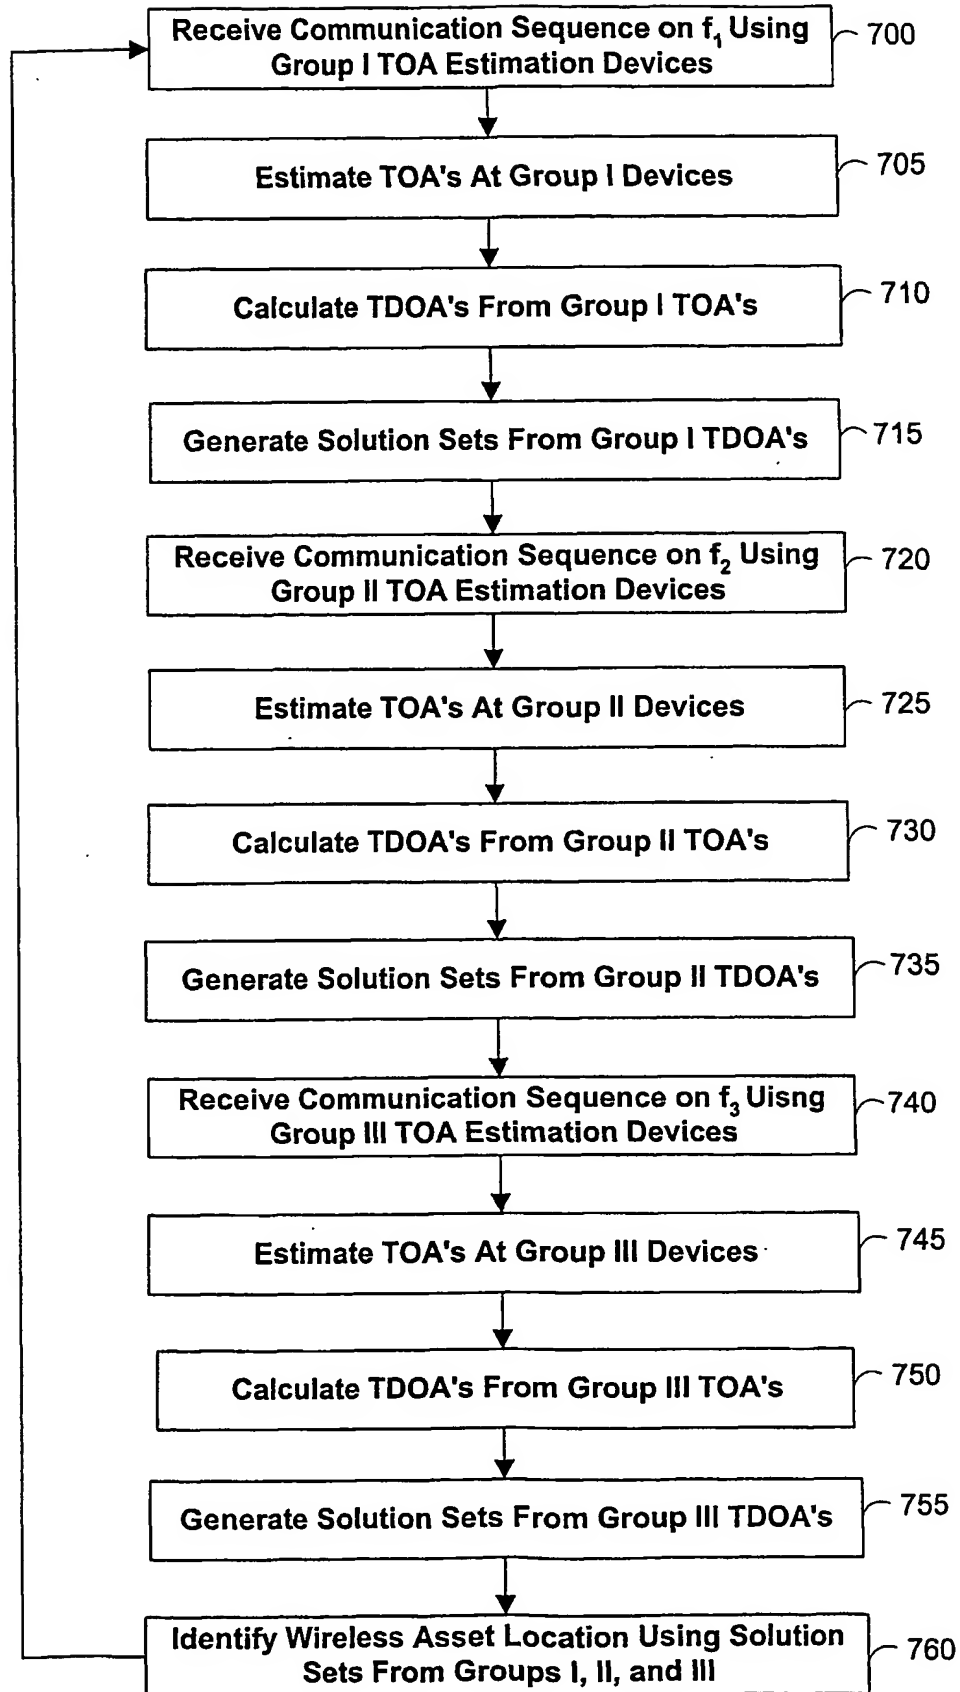 Receive Communication Sequence on f₁ Using
Group I TOA Estimation Devices
700
Estimate TOA's At Group I Devices
705
Calculate TDOA's From Group I TOA's
710
Generate Solution Sets From Group I TDOA's
715
Receive Communication Sequence on f₂ Using
Group II TOA Estimation Devices
720
Estimate TOA's At Group II Devices
725
Calculate TDOA's From Group II TOA's
730
Generate Solution Sets From Group II TDOA's
735
Receive Communication Sequence on f₃ Uisng
Group III TOA Estimation Devices
740
Estimate TOA's At Group III Devices
745
Calculate TDOA's From Group III TOA's
750
Generate Solution Sets From Group III TDOA's
755
Identify Wireless Asset Location Using Solution
Sets From Groups I, II, and III
760